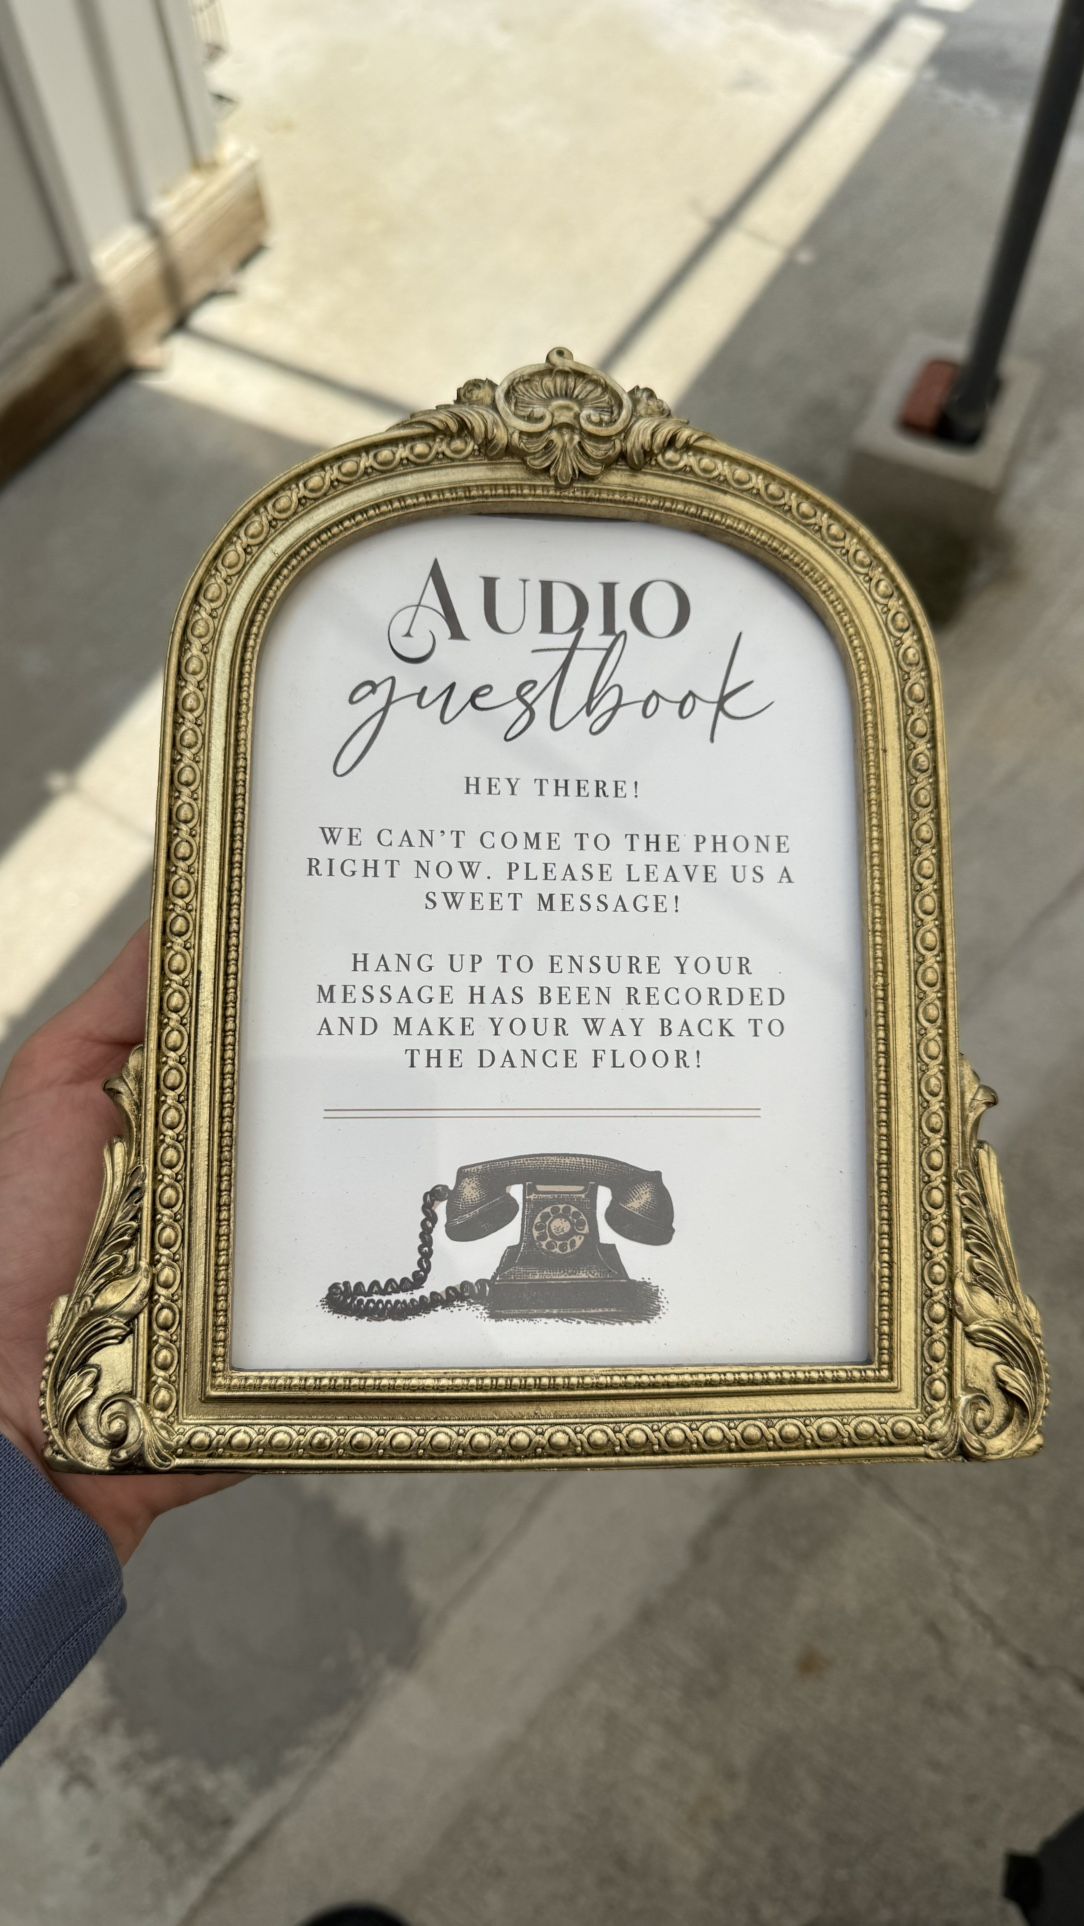 AUDIO
guestbook
HEY THERE!
WE CAN'T COME TO THE PHONE
RIGHT NOW. PLEASE LEAVE US A
SWEET MESSAGE!
HANG UP TO ENSURE YOUR
MESSAGE HAS BEEN RECORDED
AND MAKE YOUR WAY BACK TO
THE DANCE FLOOR!